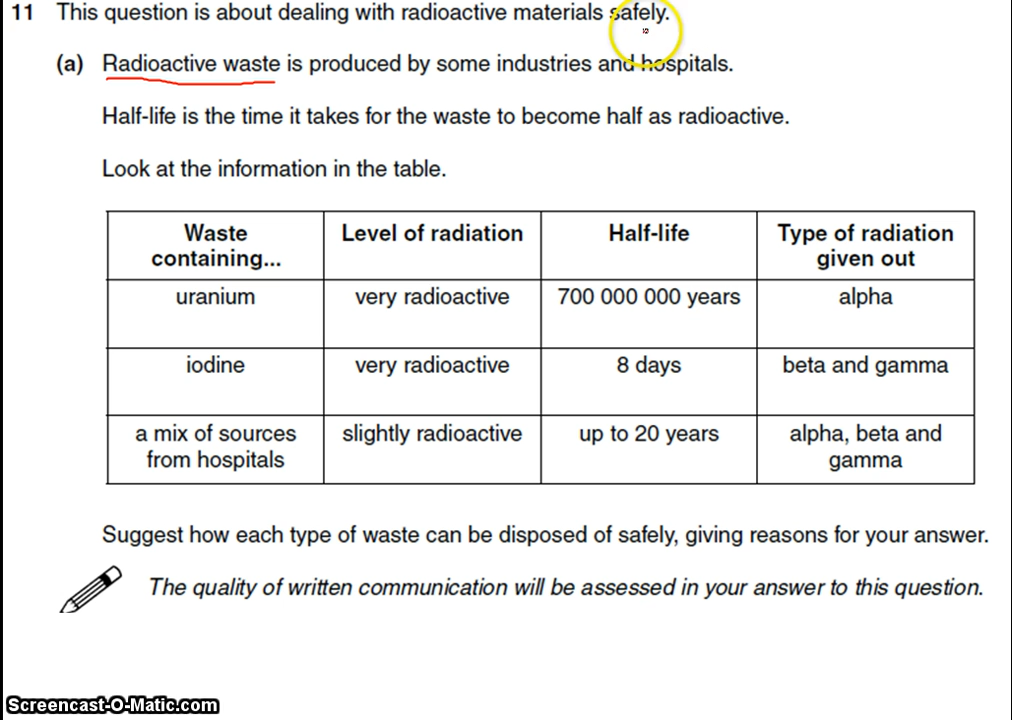 11 This question is about dealing with radioactive materials safely.
(a) Radioactive waste is produced by some industries and hospitals.
Half-life is the time it takes for the waste to become half as radioactive.
Look at the information in the table.
Waste containing... Level of radiation Half-life Type of radiation given out
uranium very radioactive 700 000 000 years alpha
iodine very radioactive 8 days beta and gamma
a mix of sources from hospitals slightly radioactive up to 20 years alpha, beta and gamma
Suggest how each type of waste can be disposed of safely, giving reasons for your answer.
The quality of written communication will be assessed in your answer to this question.
Screencast-O-Matic.com